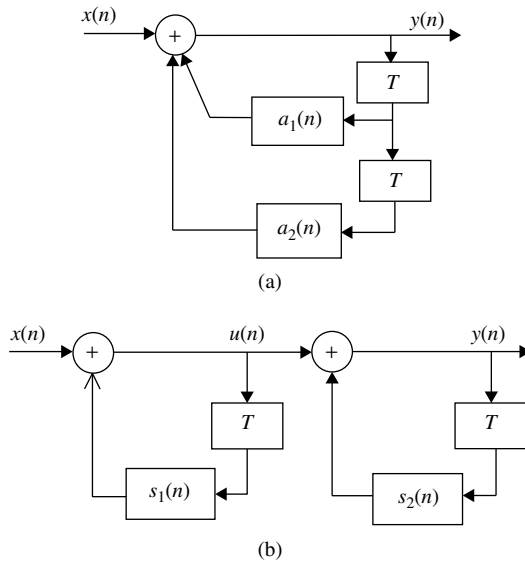 x(n)
y(n)
+
T
a₁(n)
T
a₂(n)
(a)
x(n)
u(n)
y(n)
+
+
T
T
s₁(n)
s₂(n)
(b)